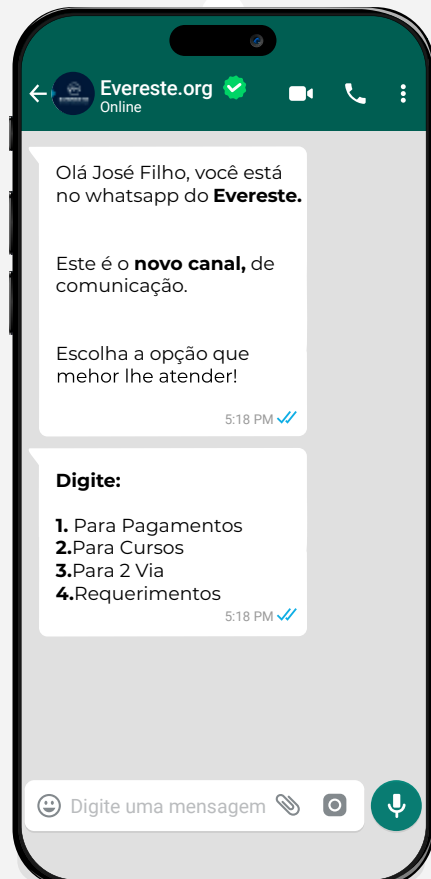 Evereste.org
Online
Olá José Filho, você está
no whatsapp do Evereste.
Este é o novo canal, de
comunicação.
Escolha a opção que
mehor lhe atender!
5:18 PM
Digite:
1. Para Pagamentos
2.Para Cursos
3.Para 2 Via
4.Requerimentos
5:18 PM
Digite uma mensagem